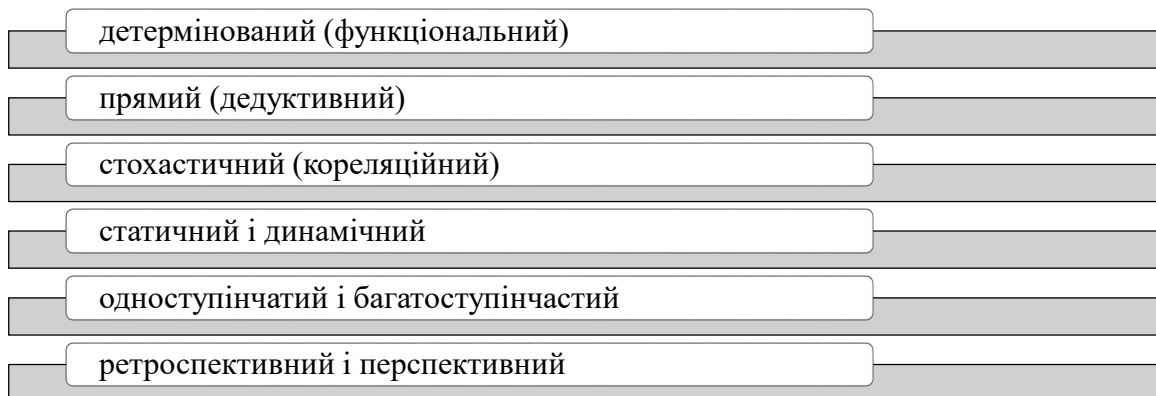 детермінований (функціональний)
прямий (дедуктивний)
стохастичний (кореляційний)
статичний і динамічний
одноступінчатий і багатоступінчастий
ретроспективний і перспективний